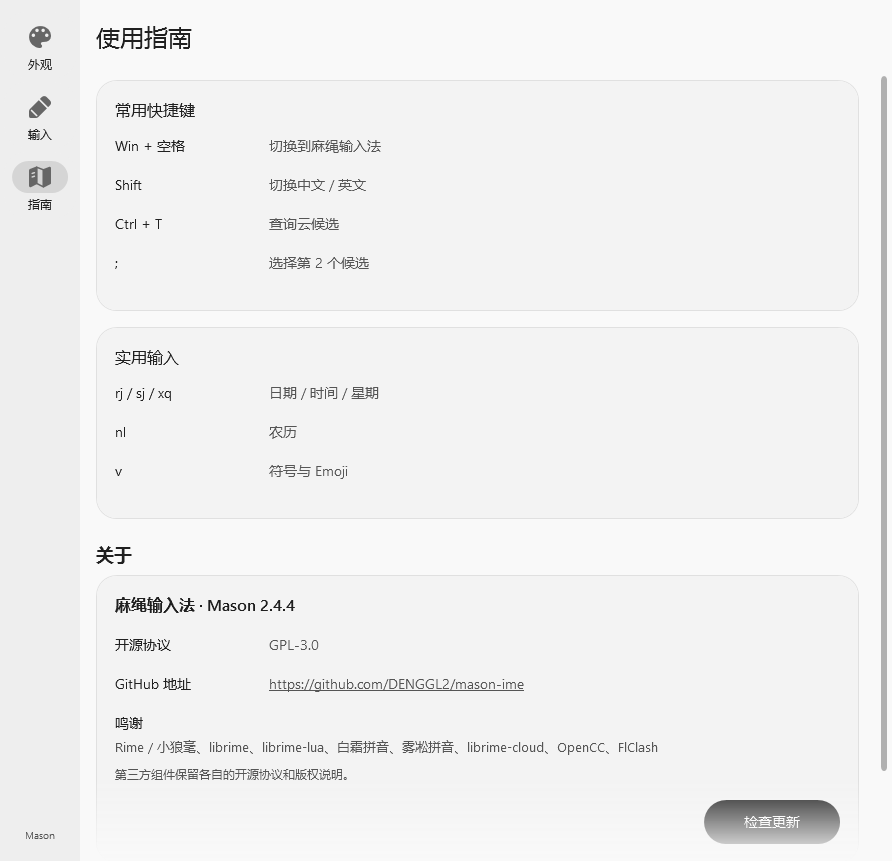 外观
输入
指南
Mason
使用指南
常用快捷键
Win + 空格 切换到麻绳输入法
Shift 切换中文 / 英文
Ctrl + T 查询云候选
; 选择第 2 个候选
实用输入
rj / sj / xq 日期 / 时间 / 星期
nl 农历
v 符号与 Emoji
关于
麻绳输入法 · Mason 2.4.4
开源协议 GPL-3.0
GitHub 地址 https://github.com/DENGGL2/mason-ime
鸣谢
Rime / 小狼毫、librime、librime-lua、白霜拼音、雾凇拼音、librime-cloud、OpenCC、FlClash
第三方组件保留各自的开源协议和版权说明。
检查更新